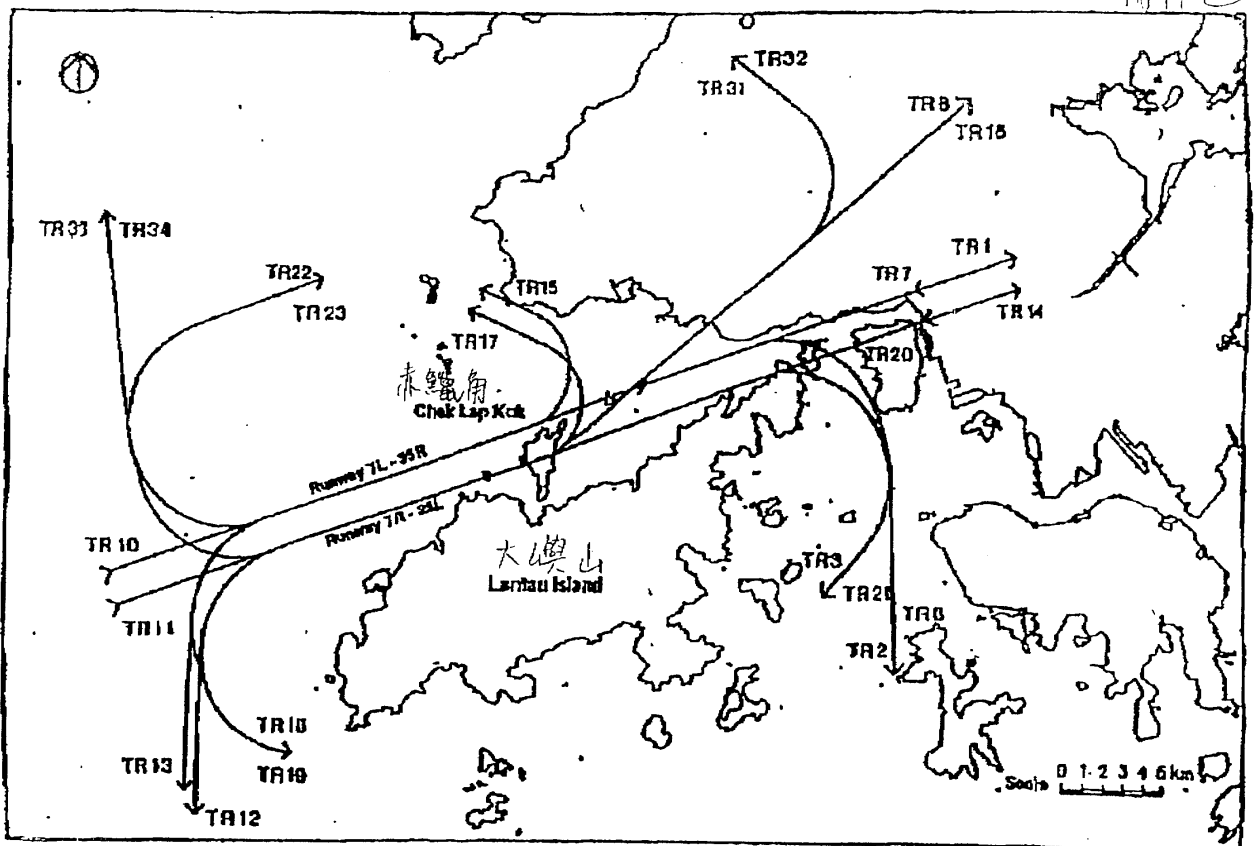 TR32
TR31
TR8
TR16
TR33 TR34
TR1
TR22
TR7
TR23
TR15
TR14
TR17
TR20
赤鱲角
Chek Lap Kok
Runway 7L - 25R
Runway 7R - 25L
TR10
大嶼山
Lantau Island
TR3
TR11
TR2
TR18
TR13
TR19
Scale 0 1 2 3 4 5 km
TR12